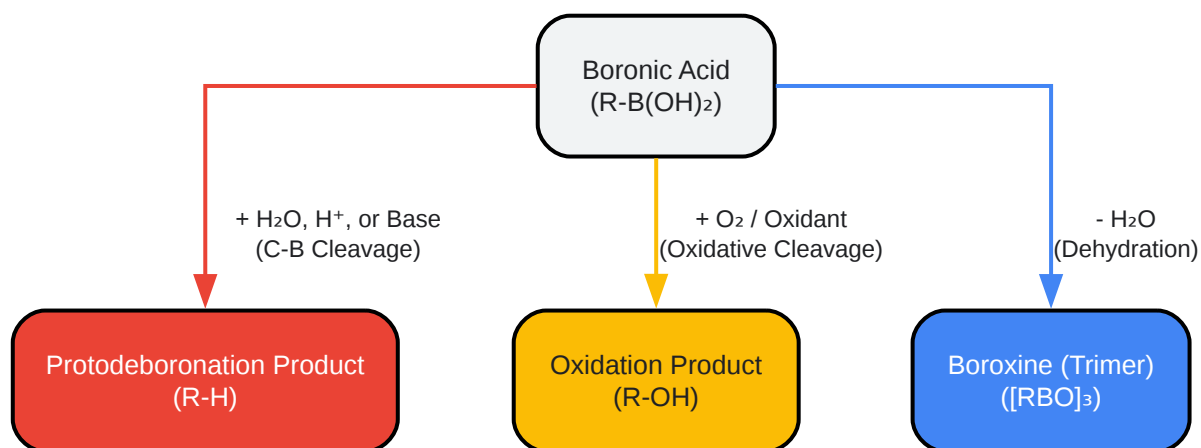 Boronic Acid
(R-B(OH)₂)
+ H₂O, H⁺, or Base
(C-B Cleavage)
+ O₂ / Oxidant
(Oxidative Cleavage)
- H₂O
(Dehydration)
Protodeboronation Product
(R-H)
Oxidation Product
(R-OH)
Boroxine (Trimer)
([RBO]₃)